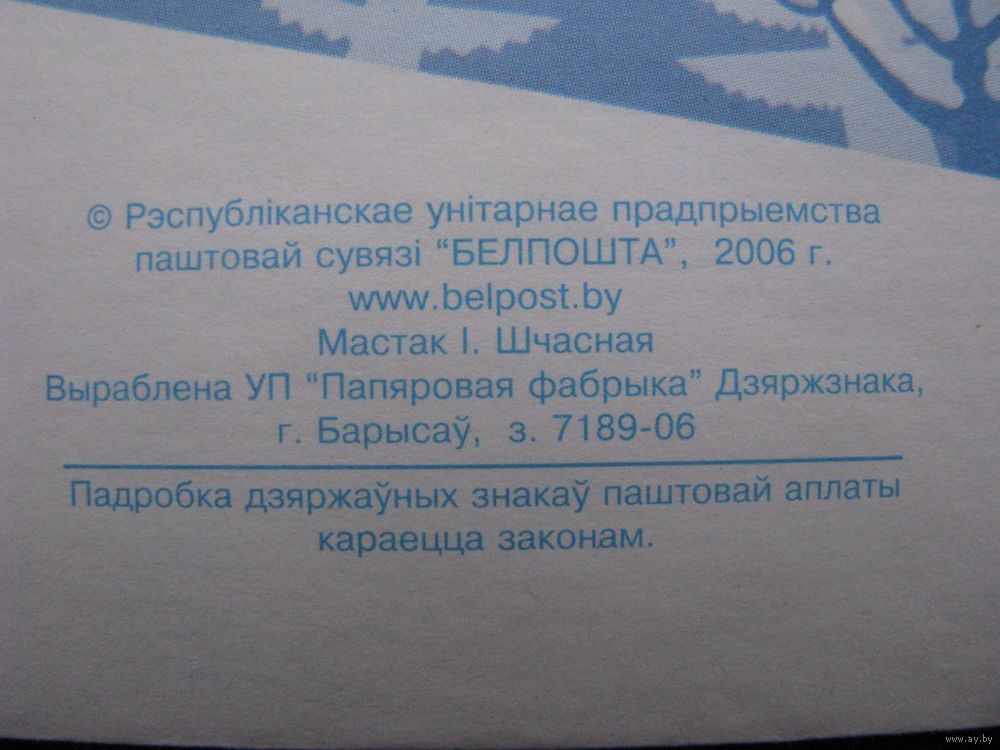 © Рэспубліканскае унітарнае прадпрыемства
паштовай сувязі “БЕЛПОШТА”, 2006 г.
www.belpost.by
Мастак І. Шчасная
Выраблена УП “Папяровая фабрыка” Дзяржзнака,
г. Барысаў, з. 7189-06
Падробка дзяржаўных знакаў паштовай аплаты
караецца законам.
www.ay.by